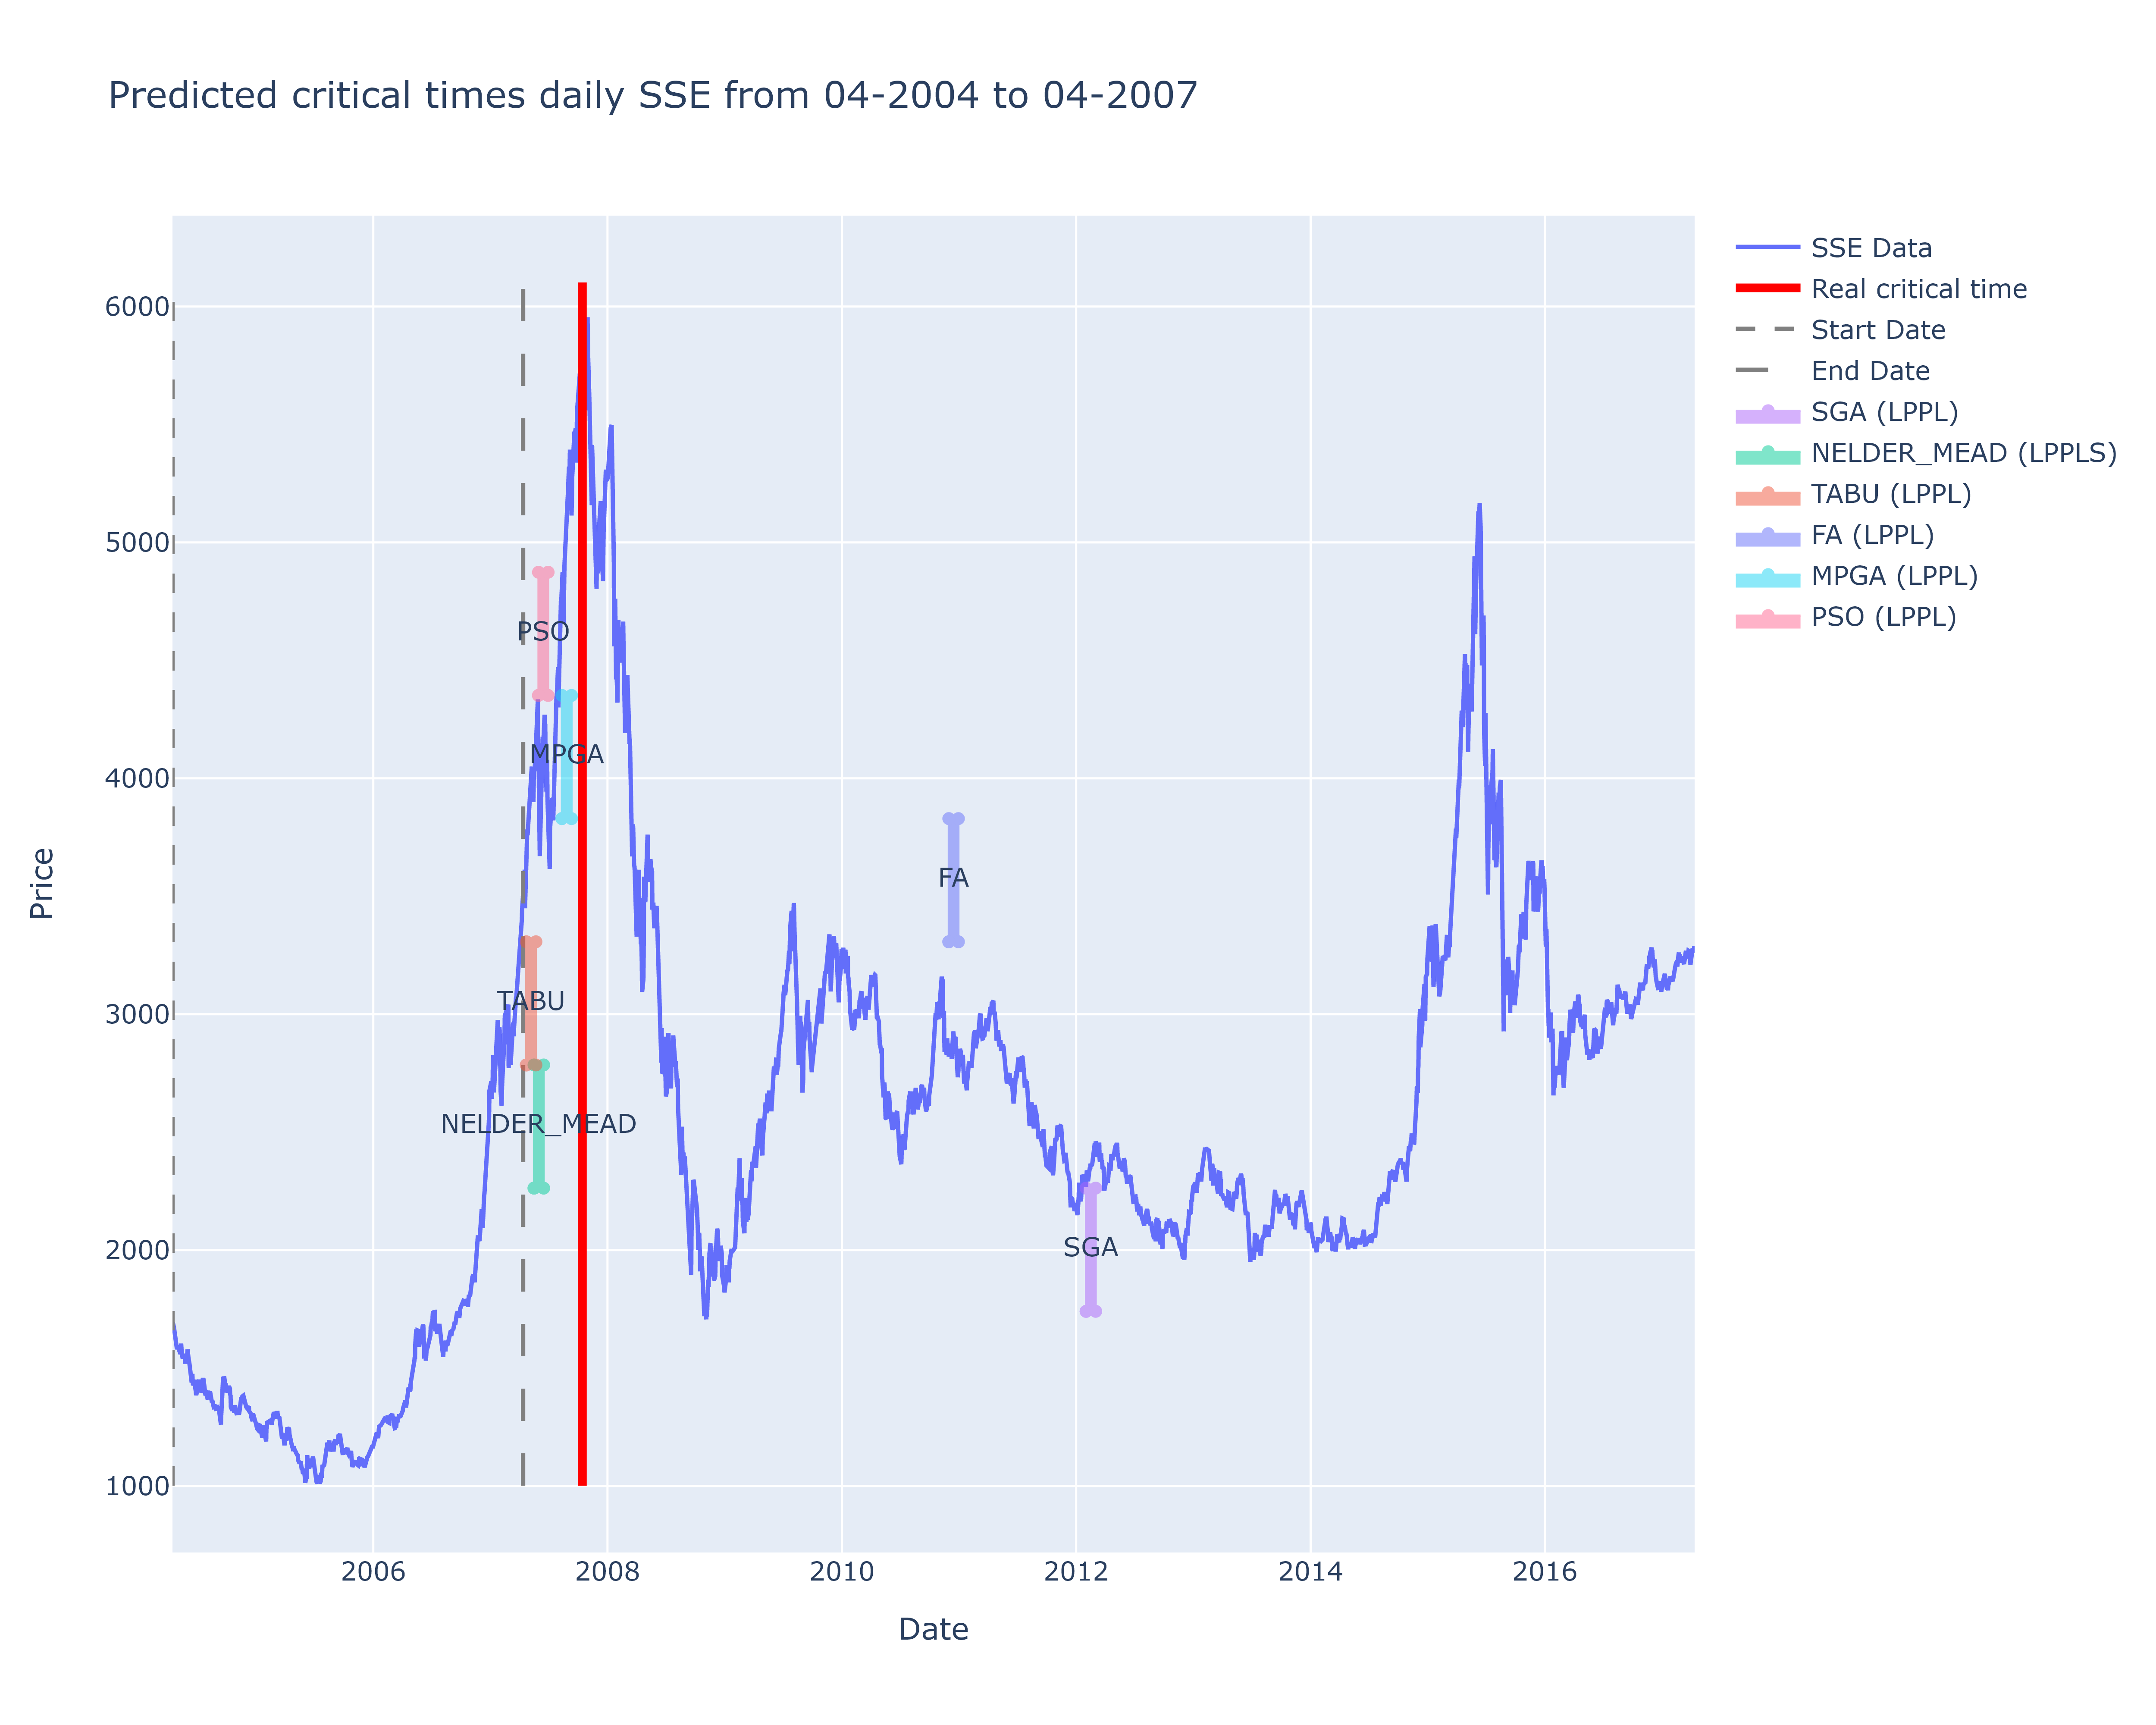 Predicted critical times daily SSE from 04-2004 to 04-2007
SSE Data
Real critical time
Start Date
End Date
SGA (LPPL)
NELDER_MEAD (LPPLS)
TABU (LPPL)
FA (LPPL)
MPGA (LPPL)
PSO (LPPL)
Price
6000
5000
4000
3000
2000
1000
PSO
MPGA
FA
TABU
NELDER_MEAD
SGA
2006
2008
2010
2012
2014
2016
Date